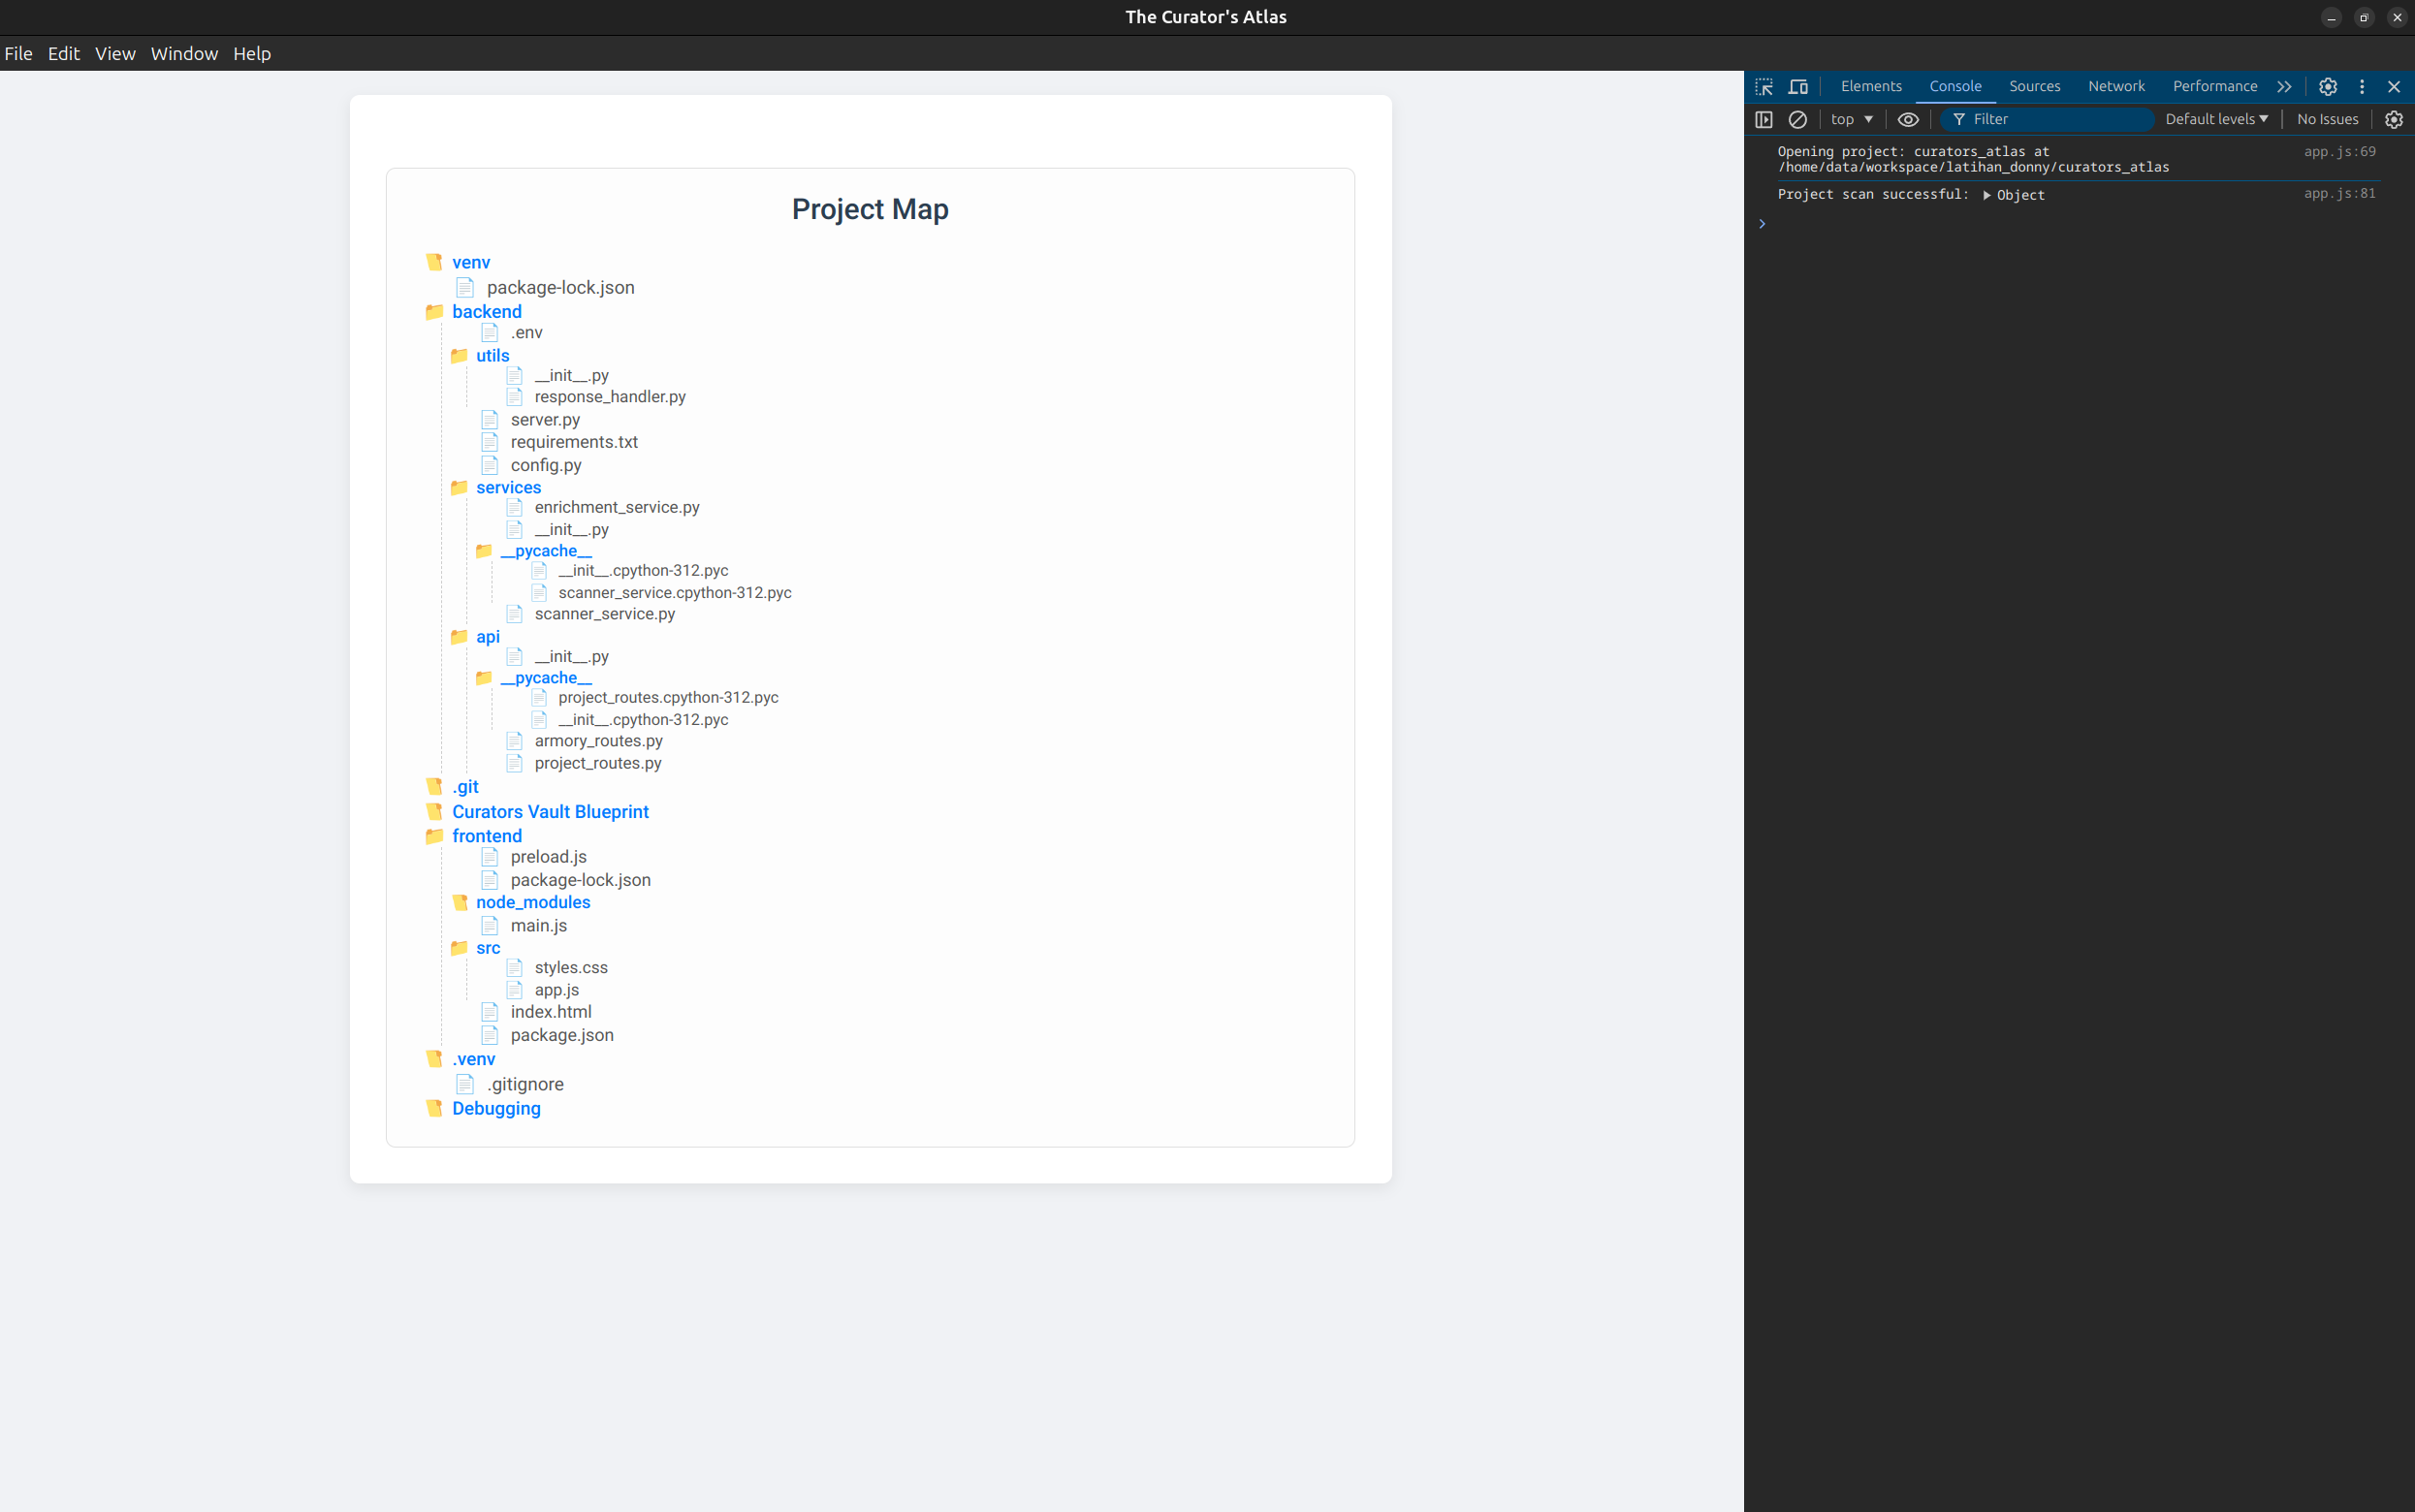 The Curator's Atlas
File Edit View Window Help
Project Map
venv
package-lock.json
backend
.env
utils
__init__.py
response_handler.py
server.py
requirements.txt
config.py
services
enrichment_service.py
__init__.py
__pycache__
__init__.cpython-312.pyc
scanner_service.cpython-312.pyc
scanner_service.py
api
__init__.py
__pycache__
project_routes.cpython-312.pyc
__init__.cpython-312.pyc
armory_routes.py
project_routes.py
.git
Curators Vault Blueprint
frontend
preload.js
package-lock.json
node_modules
main.js
src
styles.css
app.js
index.html
package.json
.venv
.gitignore
Debugging
Elements Console Sources Network Performance
top Filter Default levels No Issues
Opening project: curators_atlas at app.js:69
/home/data/workspace/latihan_donny/curators_atlas
Project scan successful: Object app.js:81